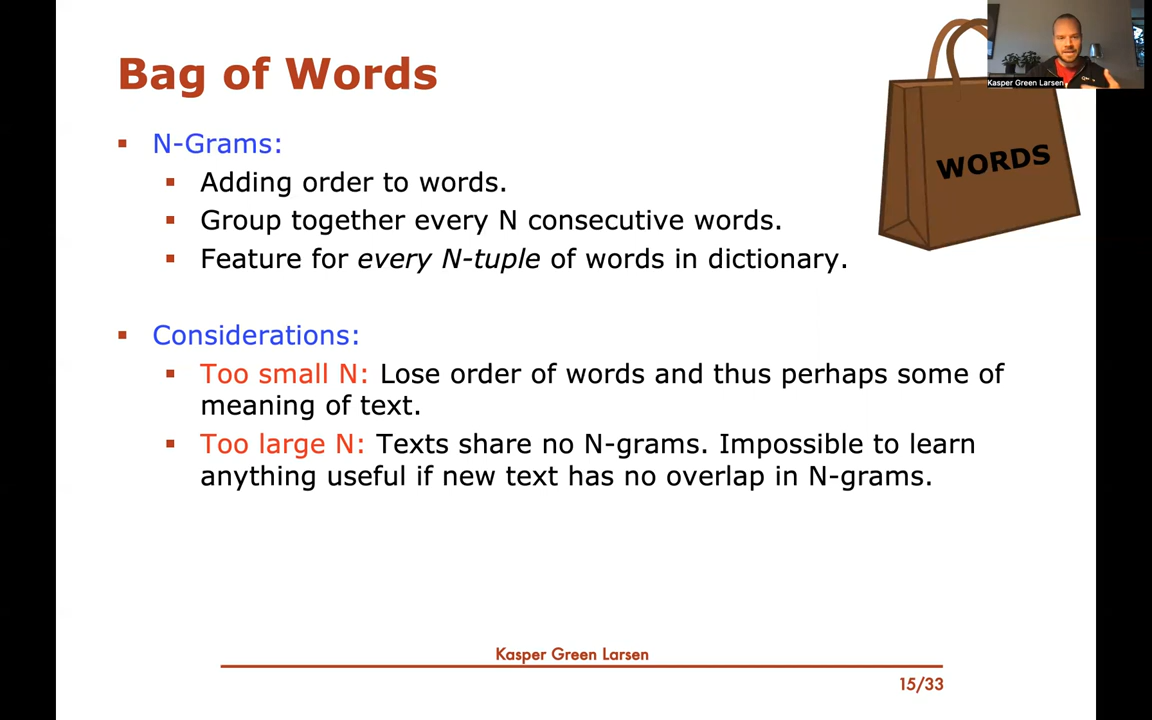 Bag of Words
Kasper Green Larsen
WORDS
N-Grams:
Adding order to words.
Group together every N consecutive words.
Feature for every N-tuple of words in dictionary.
Considerations:
Too small N: Lose order of words and thus perhaps some of
meaning of text.
Too large N: Texts share no N-grams. Impossible to learn
anything useful if new text has no overlap in N-grams.
Kasper Green Larsen
15/33